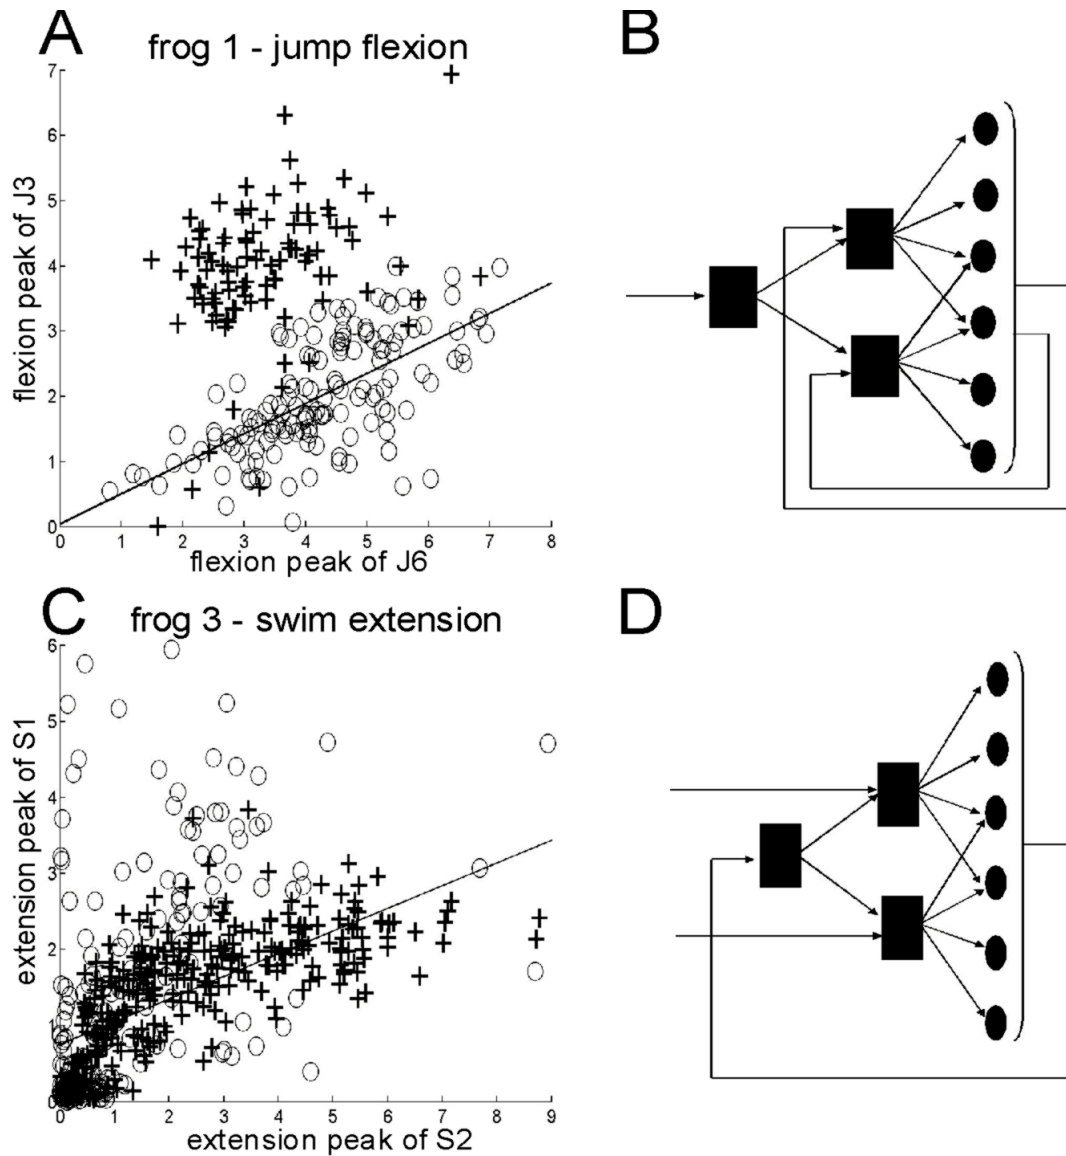 A
frog 1 - jump flexion
7
6
5
4
3
2
1
0
flexion peak of J3
0 1 2 3 4 5 6 7 8
flexion peak of J6
B
C
frog 3 - swim extension
6
5
4
3
2
1
0
extension peak of S1
0 1 2 3 4 5 6 7 8 9
extension peak of S2
D